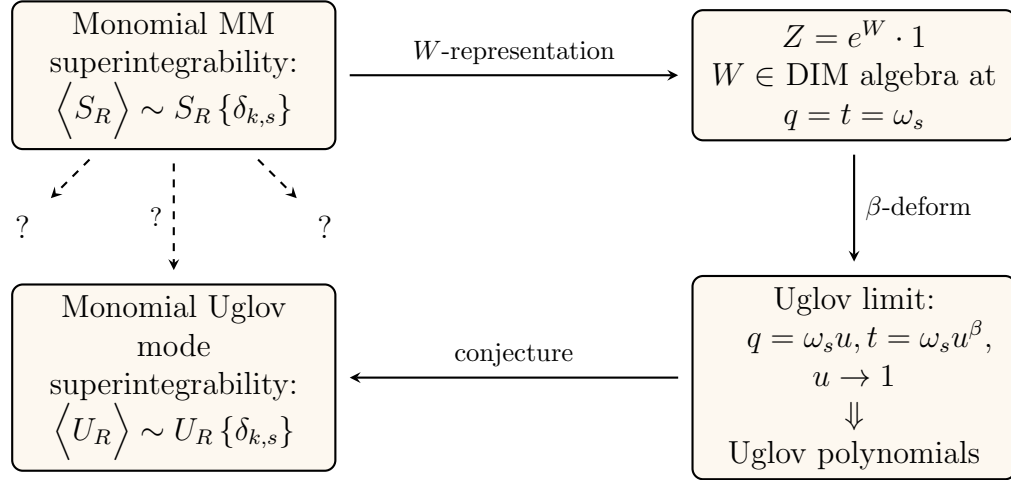 Monomial MM
superintegrability:
⟨S_R⟩ ∼ S_R {δ_{k,s}}
W-representation
Z = e^W · 1
W ∈ DIM algebra at
q = t = ω_s
?
?
?
β-deform
Monomial Uglov
mode
superintegrability:
⟨U_R⟩ ∼ U_R {δ_{k,s}}
conjecture
Uglov limit:
q = ω_s u, t = ω_s u^β,
u → 1
⇓
Uglov polynomials